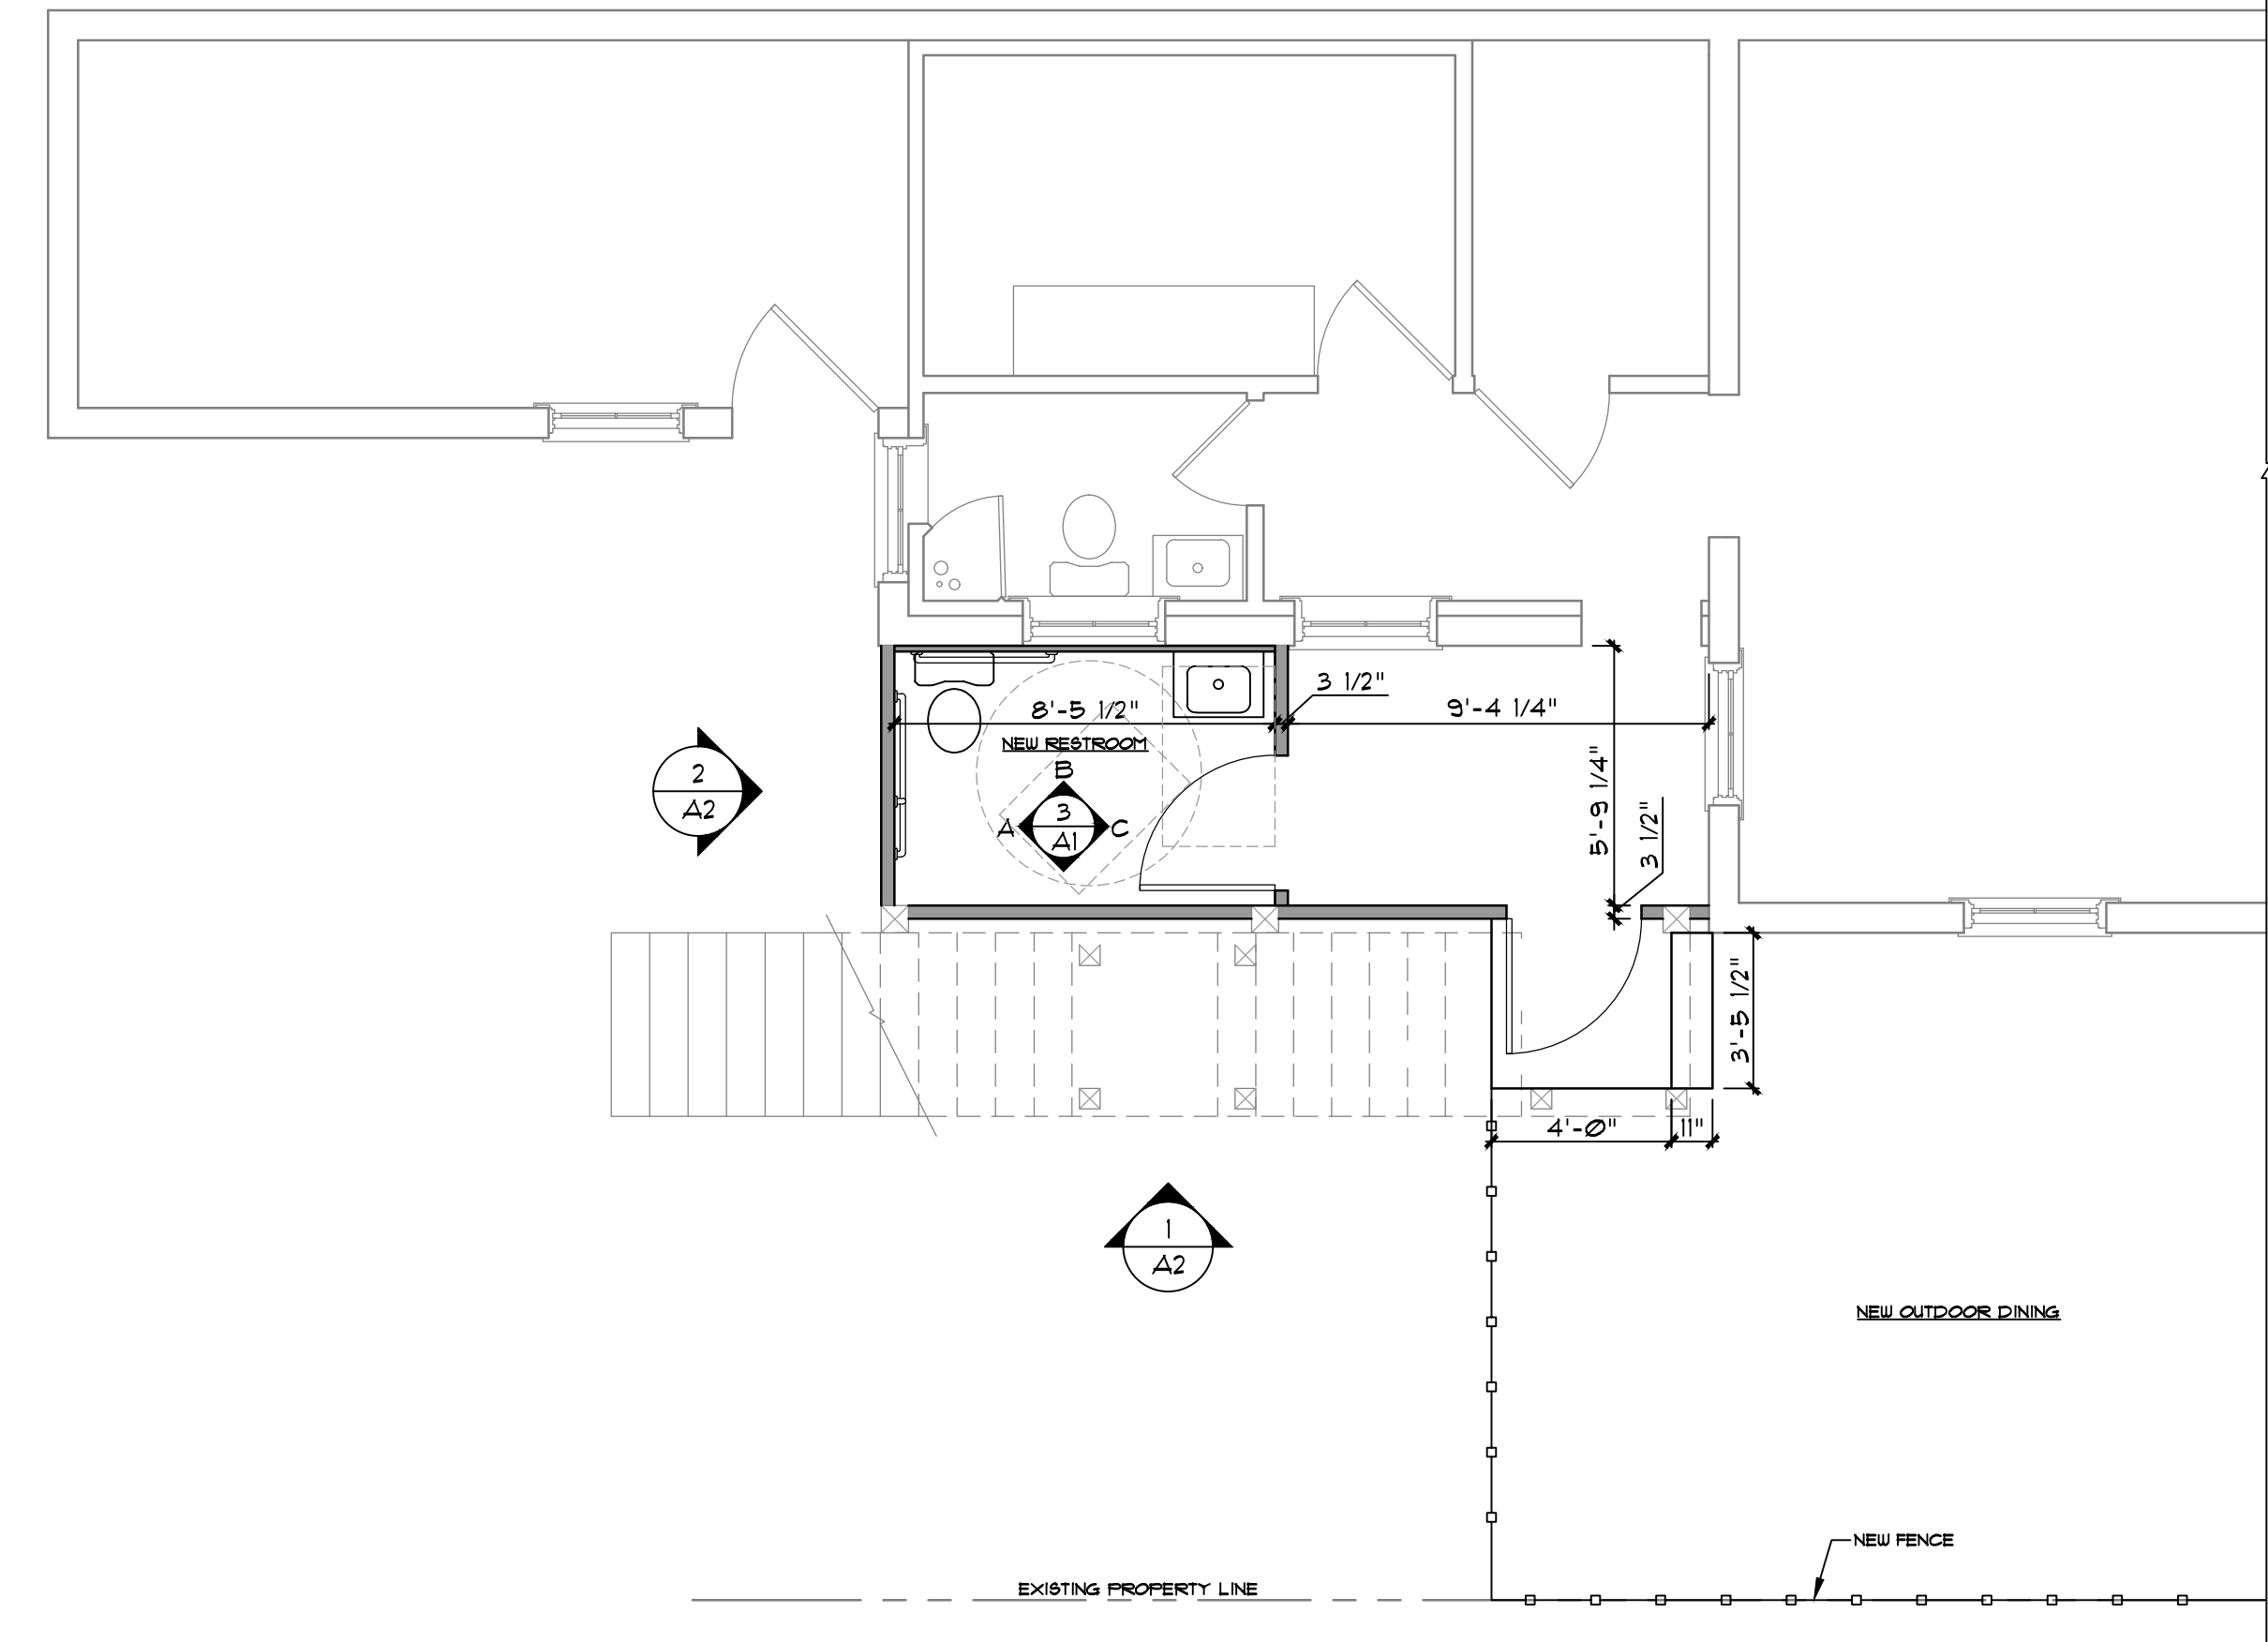 3 1/2"
8'-5 1/2"
9'-4 1/4"
NEW RESTROOM
B
2
A2
5'-9 1/4"
3 1/2"
A
3
A1
C
3'-5 1/2"
4'-0"
11"
1
A2
NEW OUTDOOR DINING
NEW FENCE
EXISTING PROPERTY LINE